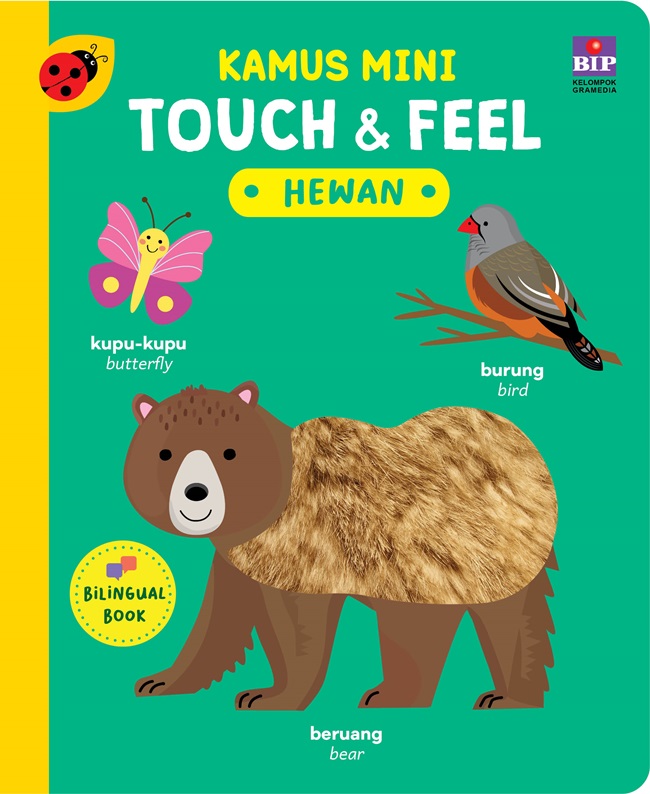 KAMUS MINI
TOUCH & FEEL
HEWAN
BIP
KELOMPOK
GRAMEDIA
kupu-kupu
butterfly
burung
bird
BILINGUAL
BOOK
beruang
bear